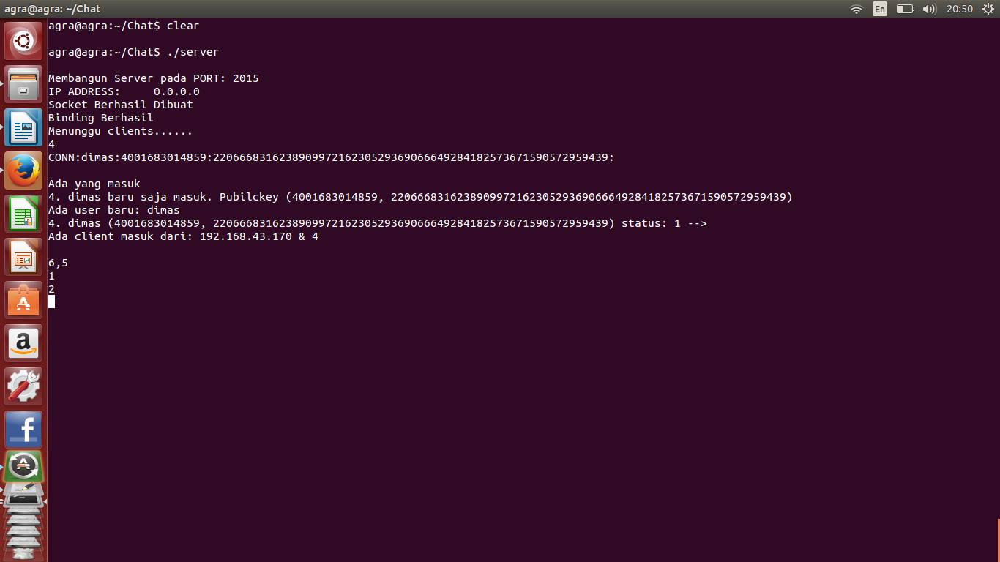 agra@agra: ~/Chat
En
20:50
agra@agra:~/Chat$ clear
agra@agra:~/Chat$ ./server
Membangun Server pada PORT: 2015
IP ADDRESS:     0.0.0.0
Socket Berhasil Dibuat
Binding Berhasil
Menunggu clients......
4
CONN:dimas:4001683014859:22066683162389099721623052936906664928418257367159057295­9439:
Ada yang masuk
4. dimas baru saja masuk. Pubilckey (4001683014859, 220666831623890997216230529369066649284182573671590572959439)
Ada user baru: dimas
4. dimas (4001683014859, 220666831623890997216230529369066649284182573671590572959439) status: 1 -->
Ada client masuk dari: 192.168.43.170 & 4
6,5
1
2
a
f